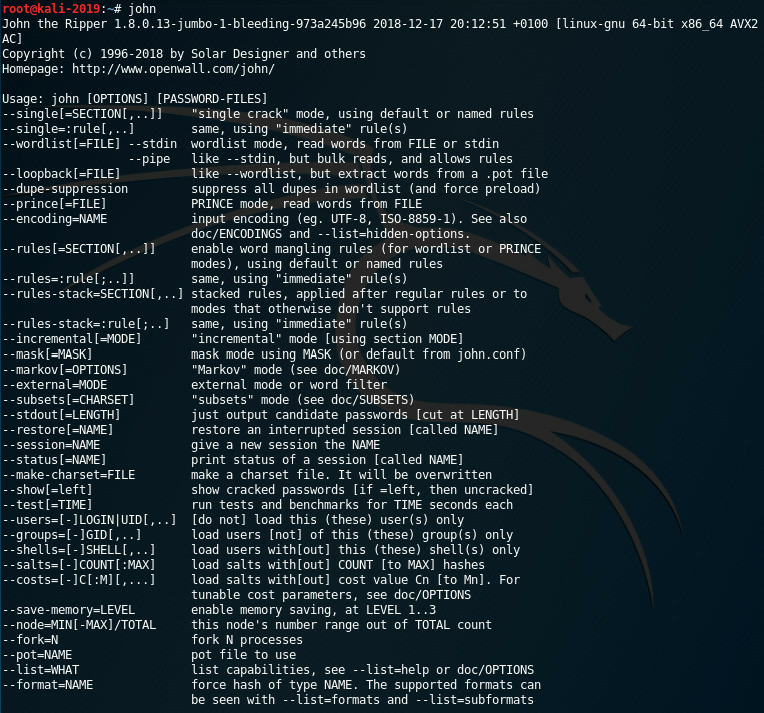 root@kali-2019:~# john
John the Ripper 1.8.0.13-jumbo-1-bleeding-973a245b96 2018-12-17 20:12:51 +0100 [linux-gnu 64-bit x86_64 AVX2
AC]
Copyright (c) 1996-2018 by Solar Designer and others
Homepage: http://www.openwall.com/john/

Usage: john [OPTIONS] [PASSWORD-FILES]
--single[=SECTION[,..]]    "single crack" mode, using default or named rules
--single=:rule[,..]        same, using "immediate" rule(s)
--wordlist[=FILE] --stdin  wordlist mode, read words from FILE or stdin
                  --pipe   like --stdin, but bulk reads, and allows rules
--loopback[=FILE]          like --wordlist, but extract words from a .pot file
--dupe-suppression         suppress all dupes in wordlist (and force preload)
--prince[=FILE]            PRINCE mode, read words from FILE
--encoding=NAME            input encoding (eg. UTF-8, ISO-8859-1). See also
                           doc/ENCODINGS and --list=hidden-options.
--rules[=SECTION[,..]]     enable word mangling rules (for wordlist or PRINCE
                           modes), using default or named rules
--rules=:rule[;..]]        same, using "immediate" rule(s)
--rules-stack=SECTION[,..] stacked rules, applied after regular rules or to
                           modes that otherwise don't support rules
--rules-stack=:rule[;..]   same, using "immediate" rule(s)
--incremental[=MODE]       "incremental" mode [using section MODE]
--mask[=MASK]              mask mode using MASK (or default from john.conf)
--markov[=OPTIONS]         "Markov" mode (see doc/MARKOV)
--external=MODE            external mode or word filter
--subsets[=CHARSET]        "subsets" mode (see doc/SUBSETS)
--stdout[=LENGTH]          just output candidate passwords [cut at LENGTH]
--restore[=NAME]           restore an interrupted session [called NAME]
--session=NAME             give a new session the NAME
--status[=NAME]            print status of a session [called NAME]
--make-charset=FILE        make a charset file. It will be overwritten
--show[=left]              show cracked passwords [if =left, then uncracked]
--test[=TIME]              run tests and benchmarks for TIME seconds each
--users=[-]LOGIN|UID[,..]  [do not] load this (these) user(s) only
--groups=[-]GID[,..]       load users [not] of this (these) group(s) only
--shells=[-]SHELL[,..]     load users with[out] this (these) shell(s) only
--salts=[-]COUNT[:MAX]     load salts with[out] COUNT [to MAX] hashes
--costs=[-]C[:M][,...]     load salts with[out] cost value Cn [to Mn]. For
                           tunable cost parameters, see doc/OPTIONS
--save-memory=LEVEL        enable memory saving, at LEVEL 1..3
--node=MIN[-MAX]/TOTAL     this node's number range out of TOTAL count
--fork=N                   fork N processes
--pot=NAME                 pot file to use
--list=WHAT                list capabilities, see --list=help or doc/OPTIONS
--format=NAME              force hash of type NAME. The supported formats can
                           be seen with --list=formats and --list=subformats